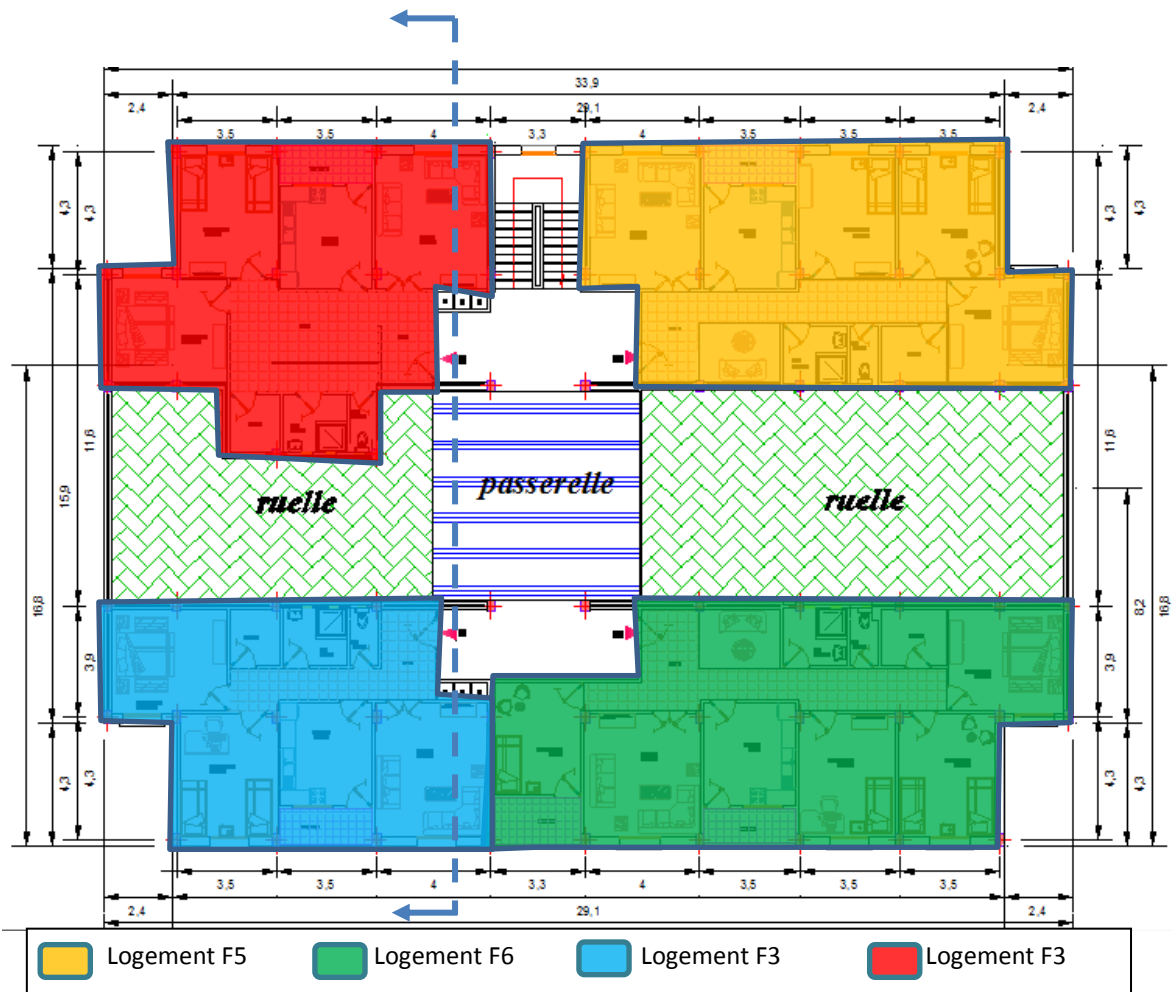 33,9
2,4 29,1 2,4
3,5 3,5 4 3,3 4 3,5 3,5 3,5
4,3 4,3 4,3 4,3
11,6 11,6
15,9
ruelle passerelle ruelle
16,8 3,9 3,9 8,2 16,8
4,3 4,3 4,3 4,3
3,5 3,5 4 3,3 4 3,5 3,5 3,5
2,4 29,1 2,4
Logement F5 Logement F6 Logement F3 Logement F3